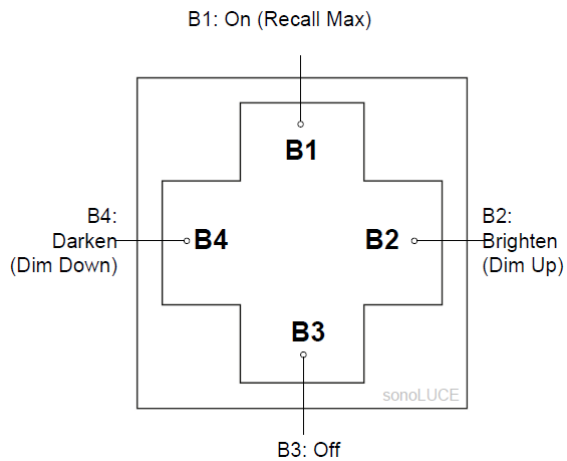 B1: On (Recall Max)
B1
B4:
Darken
(Dim Down)
B4
B2
B2:
Brighten
(Dim Up)
B3
sonoLUCE
B3: Off